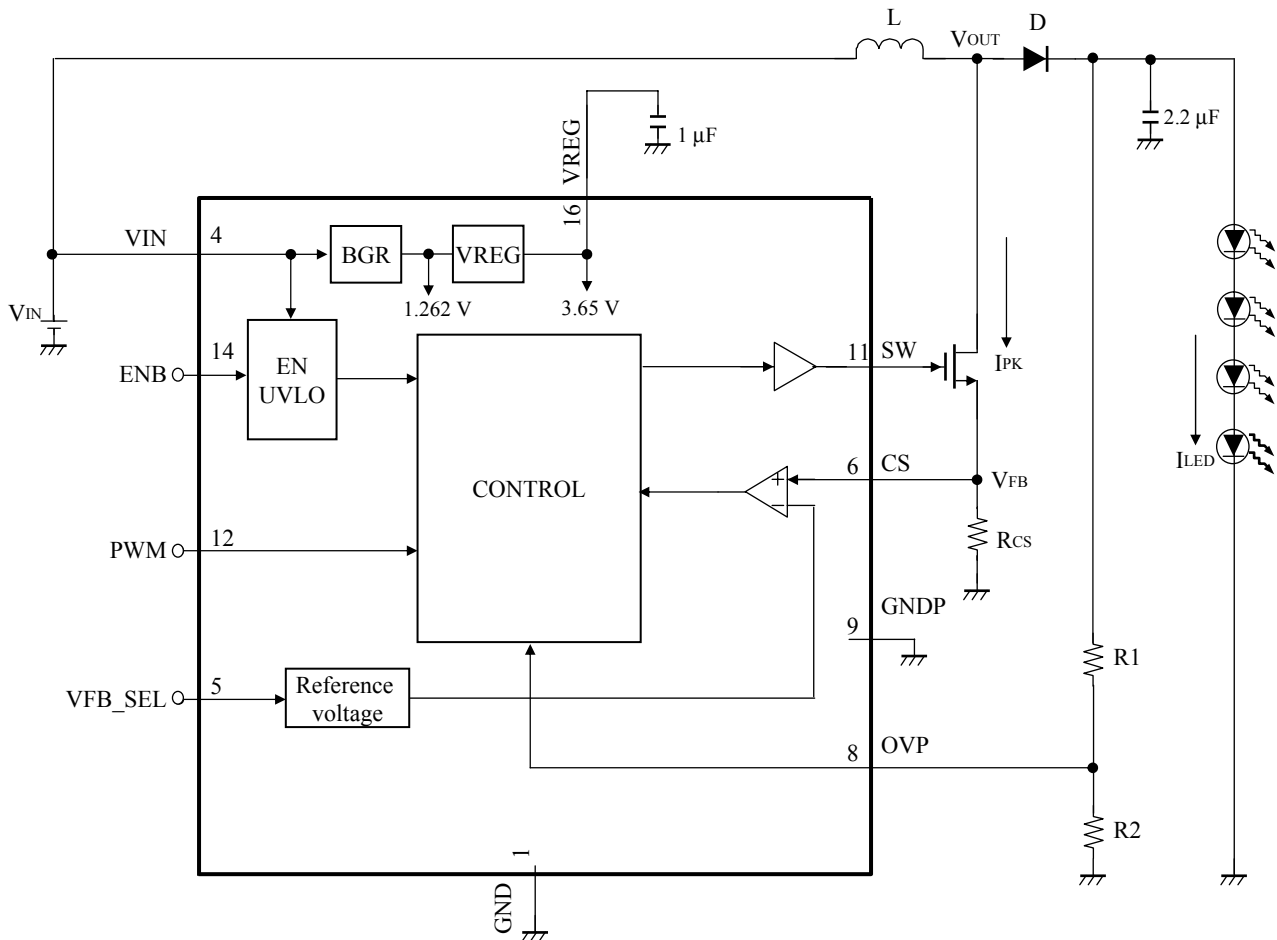 L
VOUT
D
2.2 µF
1 µF
VREG
16
VIN
4
BGR
VREG
1.262 V
3.65 V
VIN
14
ENB
EN
UVLO
11
SW
IPK
ILED
6
CS
VFB
CONTROL
RCS
PWM
12
GNDP
9
R1
VFB_SEL
5
Reference
voltage
8
OVP
R2
1
GND